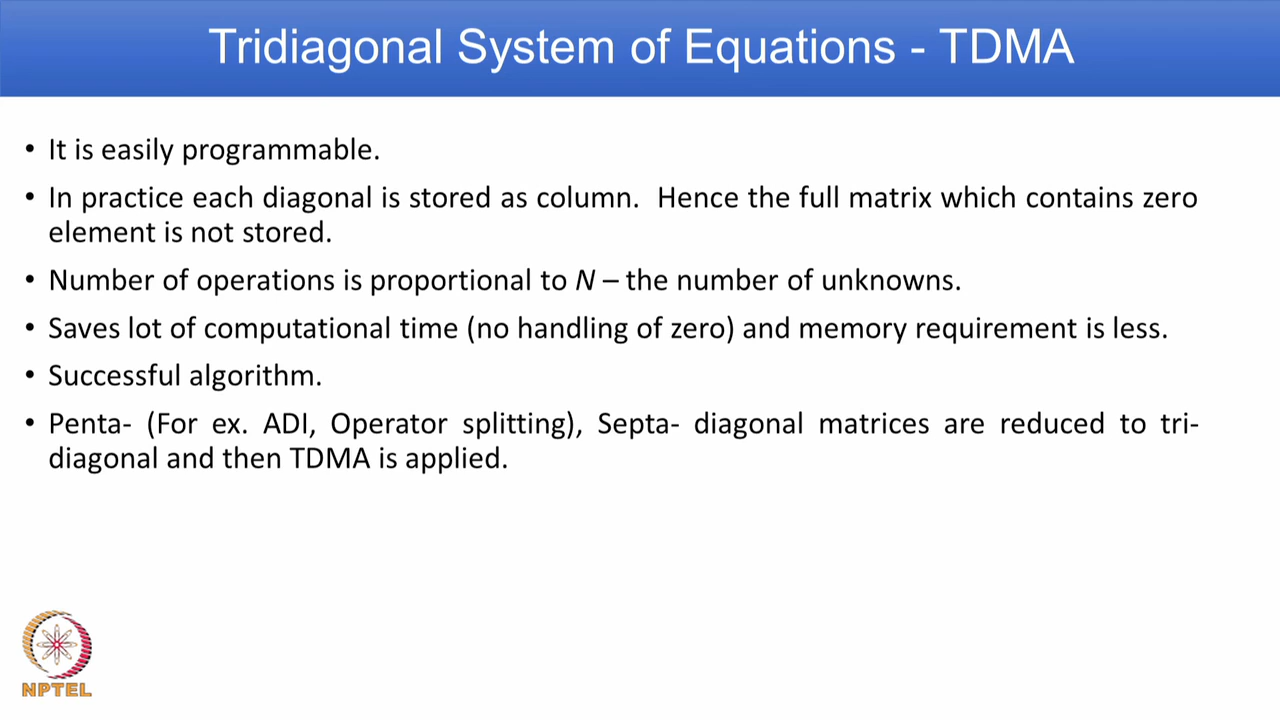 Tridiagonal System of Equations - TDMA
• It is easily programmable.
• In practice each diagonal is stored as column. Hence the full matrix which contains zero
element is not stored.
• Number of operations is proportional to N – the number of unknowns.
• Saves lot of computational time (no handling of zero) and memory requirement is less.
• Successful algorithm.
• Penta- (For ex. ADI, Operator splitting), Septa- diagonal matrices are reduced to tri-
diagonal and then TDMA is applied.
NPTEL